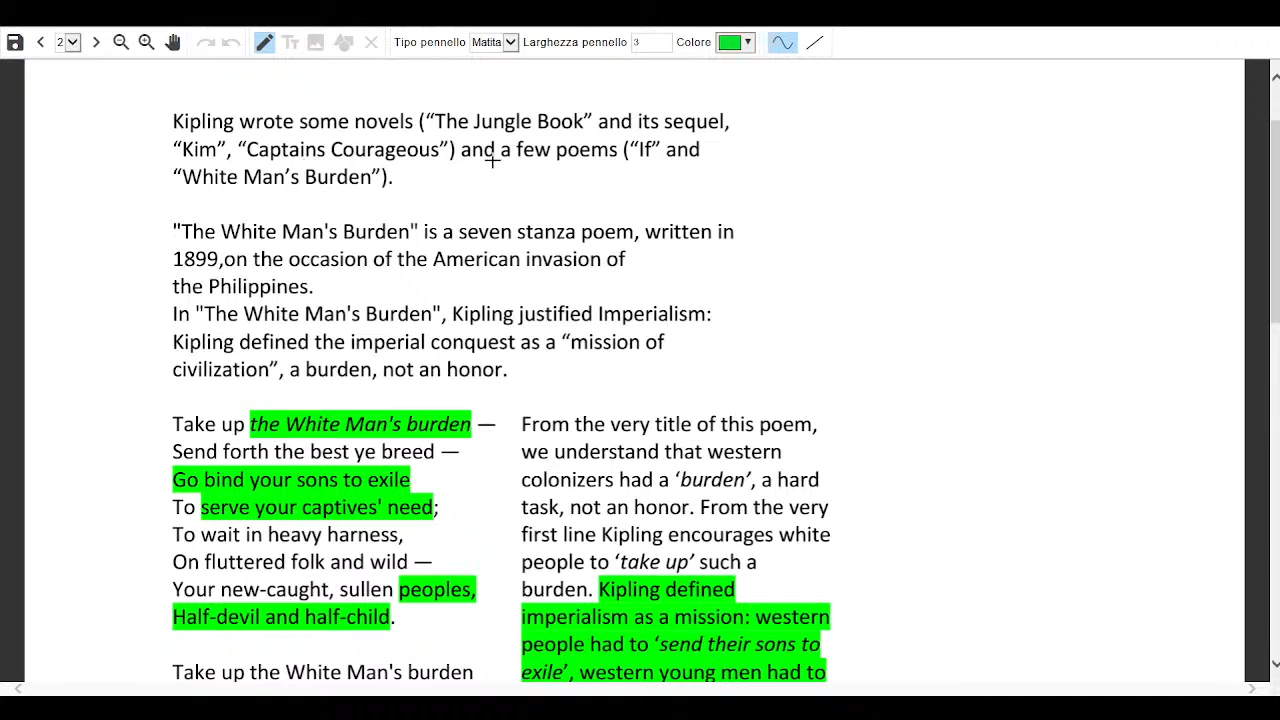 2 Tipo pennello Matita Larghezza pennello 3 Colore
Kipling wrote some novels (“The Jungle Book” and its sequel,
“Kim”, “Captains Courageous”) and a few poems (“If” and
“White Man’s Burden”).
"The White Man's Burden" is a seven stanza poem, written in
1899,on the occasion of the American invasion of
the Philippines.
In "The White Man's Burden", Kipling justified Imperialism:
Kipling defined the imperial conquest as a “mission of
civilization”, a burden, not an honor.
Take up the White Man's burden —
Send forth the best ye breed —
Go bind your sons to exile
To serve your captives' need;
To wait in heavy harness,
On fluttered folk and wild —
Your new-caught, sullen peoples,
Half-devil and half-child.
Take up the White Man's burden
From the very title of this poem,
we understand that western
colonizers had a ‘burden’, a hard
task, not an honor. From the very
first line Kipling encourages white
people to ‘take up’ such a
burden. Kipling defined
imperialism as a mission: western
people had to ‘send their sons to
exile’, western young men had to